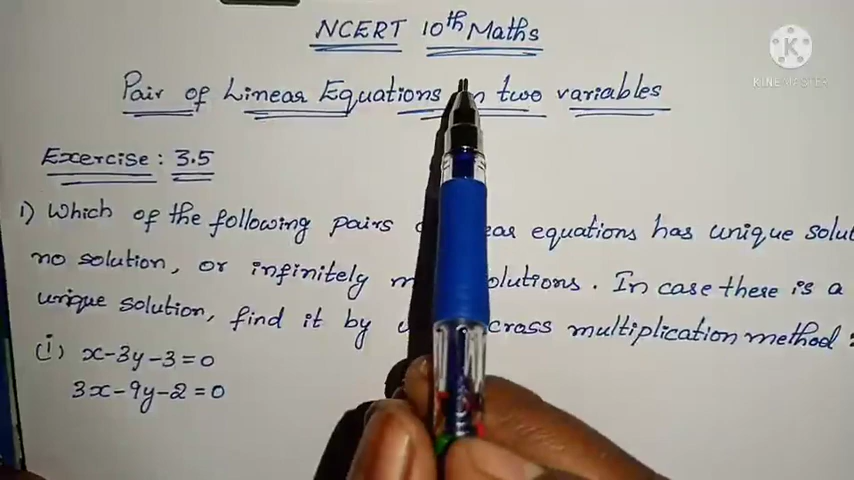 NCERT 10th Maths
KINEMASTER
Pair of Linear Equations in two variables
Exercise : 3.5
1) Which of the following pairs equations has unique
no solution, or infinitely solutions. In case there is a
unique solution, find it by cross multiplication method
(i) x-3y-3=0
3x-9y-2=0